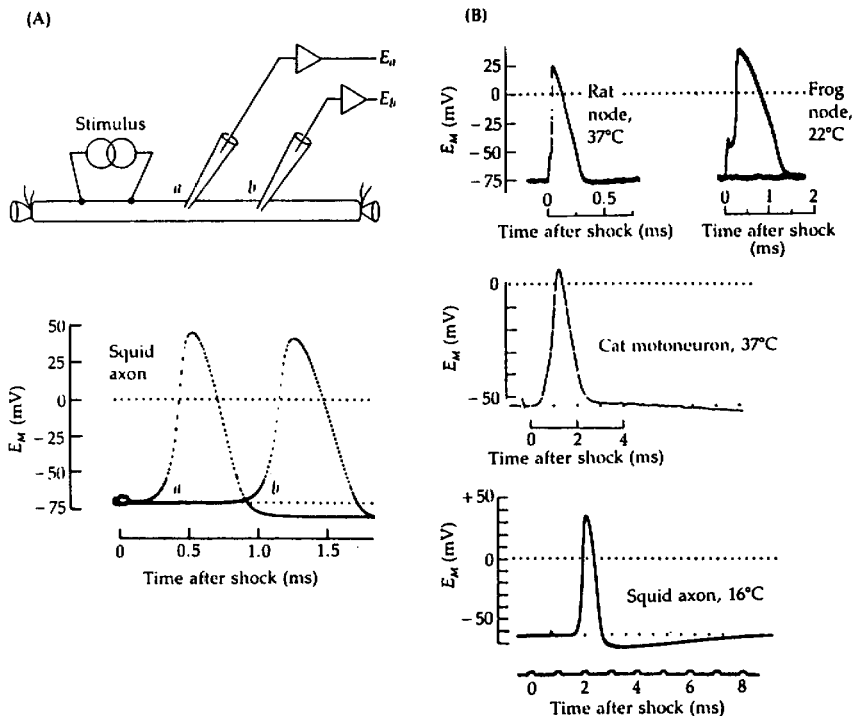 (A)
E_a
E_b
Stimulus
a
b
50
25
0
−25
−50
−75
E_M (mV)
Squid
axon
a
b
0 0.5 1.0 1.5
Time after shock (ms)
(B)
25
0
−25
−50
−75
E_M (mV)
Rat
node,
37°C
0 0.5
Time after shock (ms)
Frog
node,
22°C
0 1 2
Time after shock (ms)
0
−50
E_M (mV)
Cat motoneuron, 37°C
0 2 4
Time after shock (ms)
+50
0
−50
E_M (mV)
Squid axon, 16°C
0 2 4 6 8
Time after shock (ms)